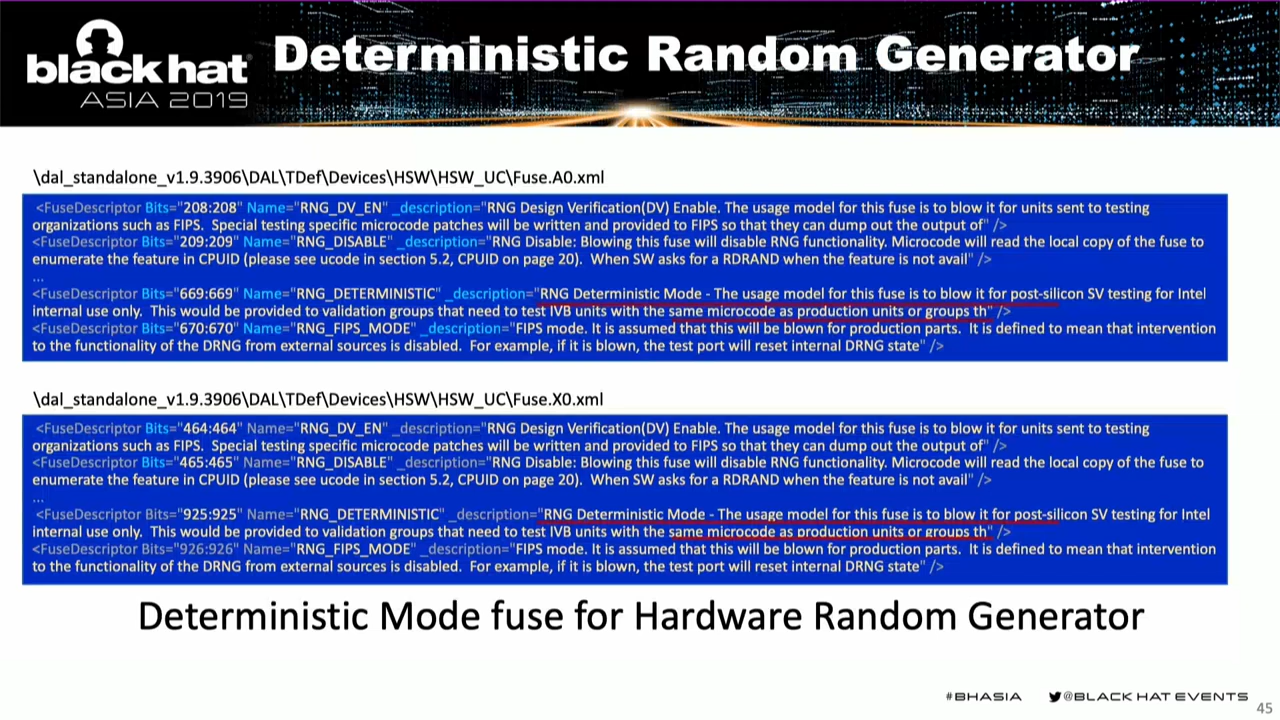 black hat
ASIA 2019
Deterministic Random Generator
\dal_standalone_v1.9.3906\DAL\TDef\Devices\HSW\HSW_UC\Fuse.A0.xml
<FuseDescriptor Bits="208:208" Name="RNG_DV_EN" _description="RNG Design Verification(DV) Enable. The usage model for this fuse is to blow it for units sent to testing
organizations such as FIPS.  Special testing specific microcode patches will be written and provided to FIPS so that they can dump out the output of" />
<FuseDescriptor Bits="209:209" Name="RNG_DISABLE" _description="RNG Disable: Blowing this fuse will disable RNG functionality. Microcode will read the local copy of the fuse to
enumerate the feature in CPUID (please see ucode in section 5.2, CPUID on page 20).  When SW asks for a RDRAND when the feature is not avail" />
...
<FuseDescriptor Bits="669:669" Name="RNG_DETERMINISTIC" _description="RNG Deterministic Mode - The usage model for this fuse is to blow it for post-silicon SV testing for Intel
internal use only.  This would be provided to validation groups that need to test IVB units with the same microcode as production units or groups th" />
<FuseDescriptor Bits="670:670" Name="RNG_FIPS_MODE" _description="FIPS mode. It is assumed that this will be blown for production parts.  It is defined to mean that intervention
to the functionality of the DRNG from external sources is disabled.  For example, if it is blown, the test port will reset internal DRNG state" />
\dal_standalone_v1.9.3906\DAL\TDef\Devices\HSW\HSW_UC\Fuse.X0.xml
<FuseDescriptor Bits="464:464" Name="RNG_DV_EN" _description="RNG Design Verification(DV) Enable. The usage model for this fuse is to blow it for units sent to testing
organizations such as FIPS.  Special testing specific microcode patches will be written and provided to FIPS so that they can dump out the output of" />
<FuseDescriptor Bits="465:465" Name="RNG_DISABLE" _description="RNG Disable: Blowing this fuse will disable RNG functionality. Microcode will read the local copy of the fuse to
enumerate the feature in CPUID (please see ucode in section 5.2, CPUID on page 20).  When SW asks for a RDRAND when the feature is not avail" />
...
<FuseDescriptor Bits="925:925" Name="RNG_DETERMINISTIC" _description="RNG Deterministic Mode - The usage model for this fuse is to blow it for post-silicon SV testing for Intel
internal use only.  This would be provided to validation groups that need to test IVB units with the same microcode as production units or groups th" />
<FuseDescriptor Bits="926:926" Name="RNG_FIPS_MODE" _description="FIPS mode. It is assumed that this will be blown for production parts.  It is defined to mean that intervention
to the functionality of the DRNG from external sources is disabled.  For example, if it is blown, the test port will reset internal DRNG state" />
Deterministic Mode fuse for Hardware Random Generator
#BHASIA @BLACK HAT EVENTS
45